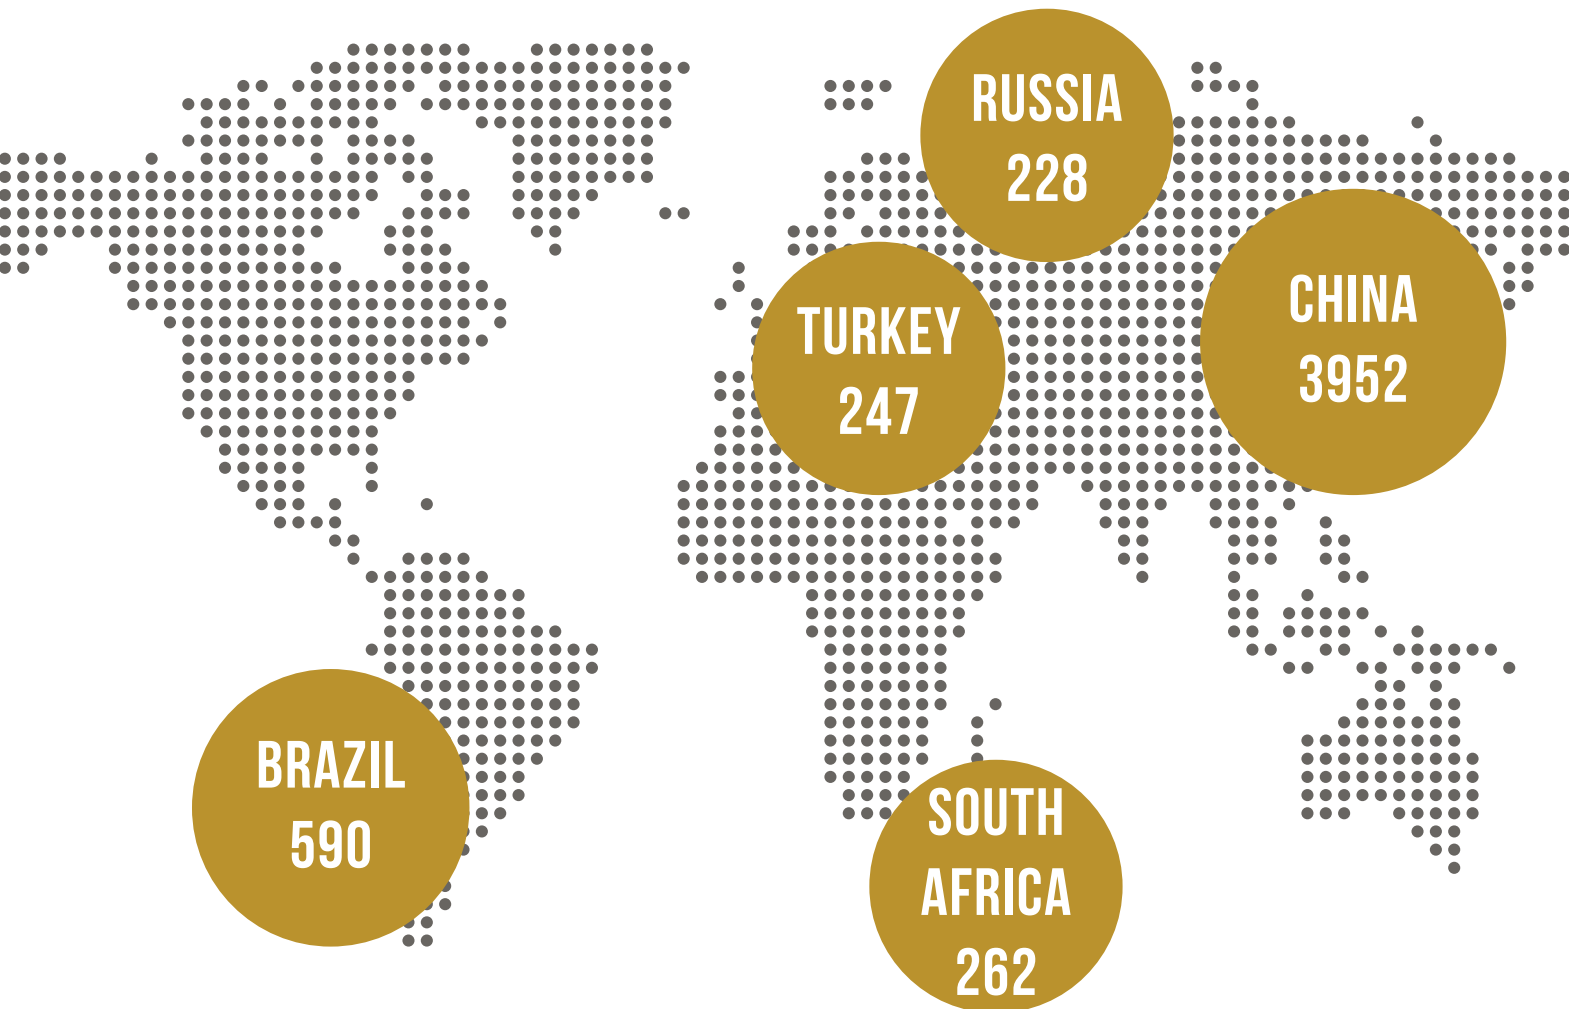 RUSSIA
228
CHINA
3952
TURKEY
247
BRAZIL
590
SOUTH
AFRICA
262